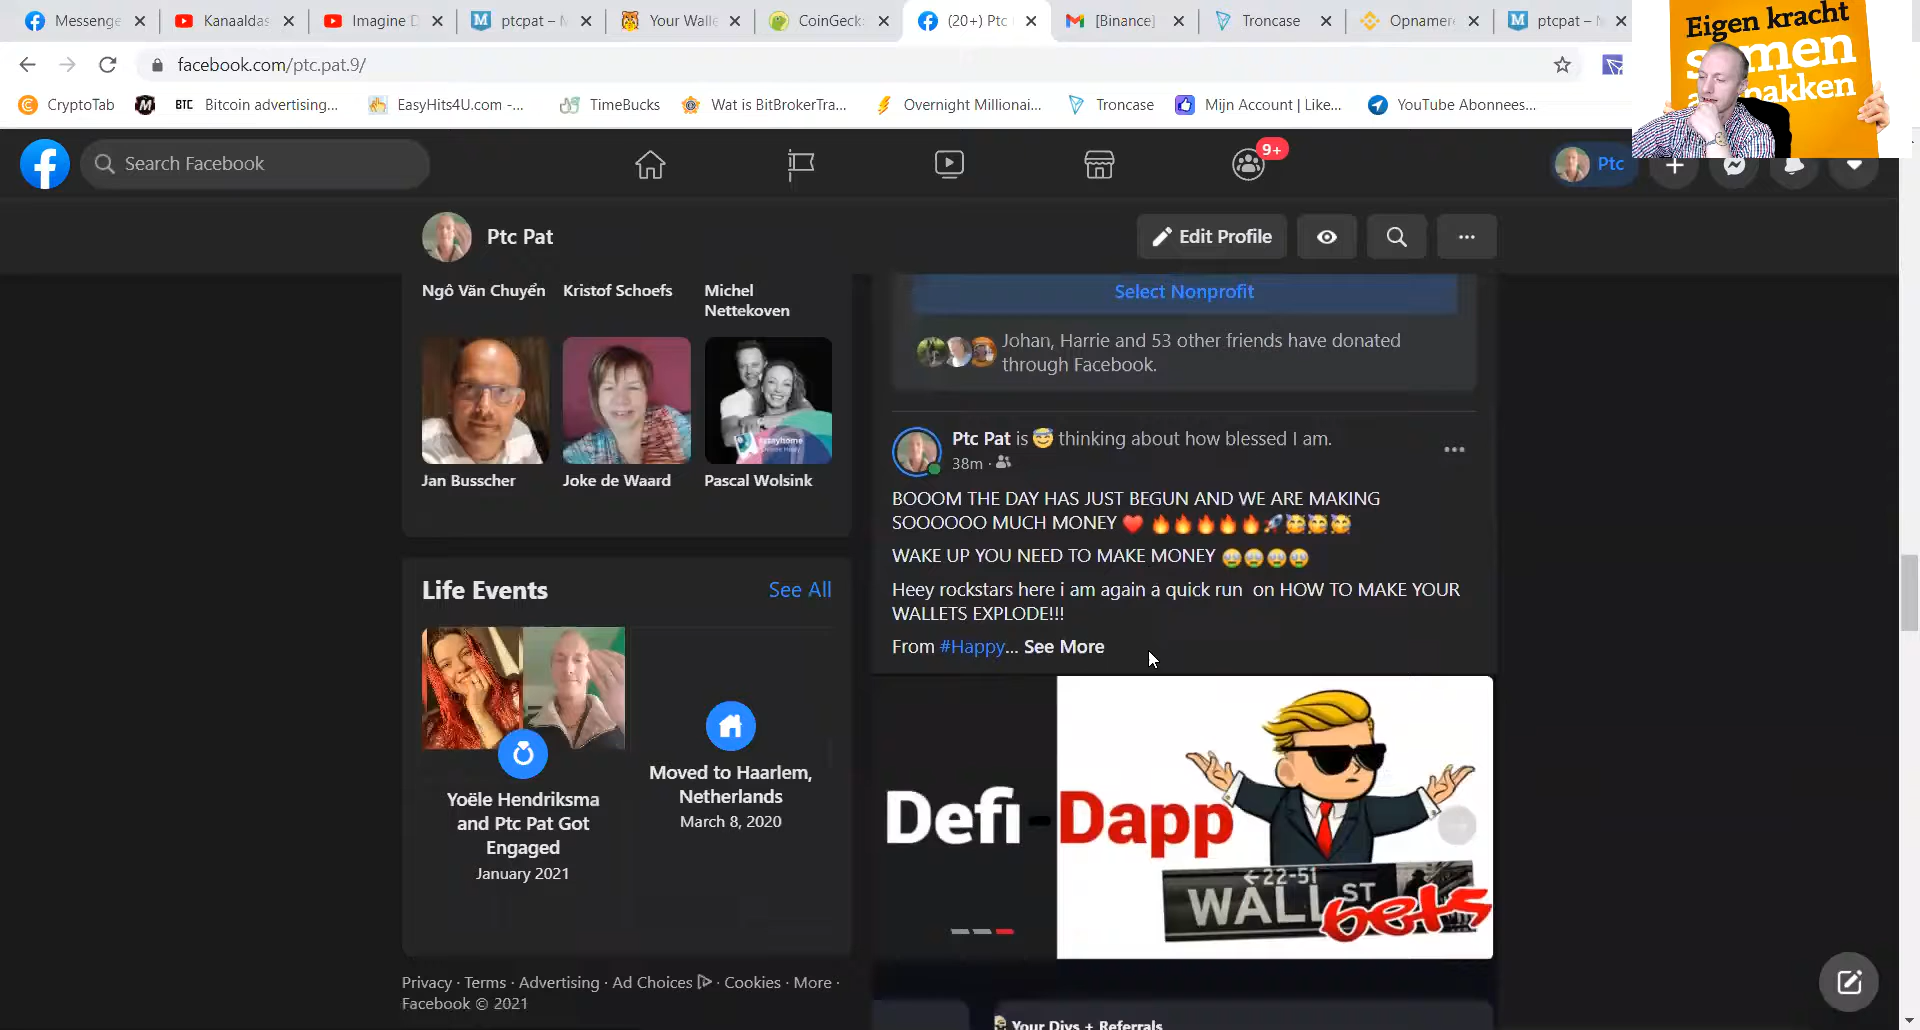 Messenge
Kanaaldas
Imagine D
ptcpat – M
Your Walle
CoinGeck
(20+) Ptc
[Binance]
Troncase
Opnamer
ptcpat –
facebook.com/ptc.pat.9/
CryptoTab
BTC Bitcoin advertising...
EasyHits4U.com -...
TimeBucks
Wat is BitBrokerTra...
Overnight Millionai...
Troncase
Mijn Account | Like...
YouTube Abonnees...
Eigen kracht
samen
pakken
Search Facebook
9+
Ptc
Ptc Pat
Edit Profile
Ngô Văn Chuyển
Kristof Schoefs
Michel
Nettekoven
Jan Busscher
Joke de Waard
Pascal Wolsink
Life Events
See All
Yoële Hendriksma
and Ptc Pat Got
Engaged
January 2021
Moved to Haarlem,
Netherlands
March 8, 2020
Privacy · Terms · Advertising · Ad Choices · Cookies · More ·
Facebook © 2021
Select Nonprofit
Johan, Harrie and 53 other friends have donated
through Facebook.
Ptc Pat is 😇 thinking about how blessed I am.
38m ·
BOOOM THE DAY HAS JUST BEGUN AND WE ARE MAKING
SOOOOOO MUCH MONEY ❤️ 🔥🔥🔥🔥🔥🚀🥳🥳🥳
WAKE UP YOU NEED TO MAKE MONEY 🤑🤑🤑🤑
Heey rockstars here i am again a quick run on HOW TO MAKE YOUR
WALLETS EXPLODE!!!
From #Happy... See More
Defi-Dapp
←22-51
WALL ST
bets
Your Divs + Referrals